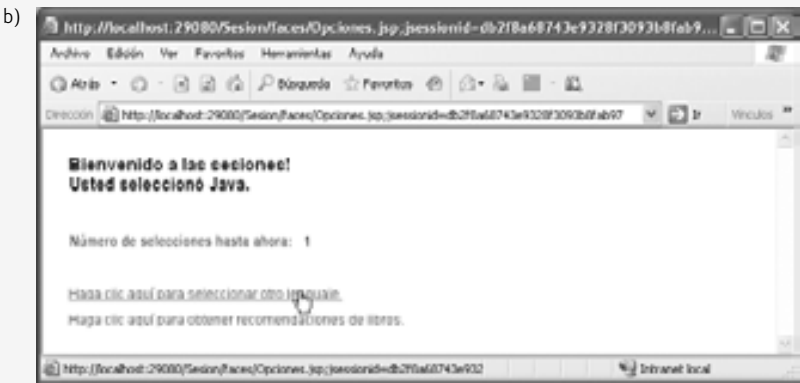 b)
http://localhost:29080/Sesion/faces/Opciones.jsp;jsessionid=db2f8a68743e9328f3093b8fab9...
Archivo Edición Ver Favoritos Herramientas Ayuda
Atrás Búsqueda Favoritos
Dirección http://localhost:29080/Sesion/faces/Opciones.jsp;jsessionid=db2f8a68743e9328f3093b8fab97 Ir Vínculos »
Bienvenido a las sesiones!
Usted seleccionó Java.
Número de selecciones hasta ahora: 1
Haga clic aquí para seleccionar otro lenguaje.
Haga clic aquí para obtener recomendaciones de libros.
http://localhost:29080/Sesion/faces/Opciones.jsp;jsessionid=db2f8a68743e932 Intranet local